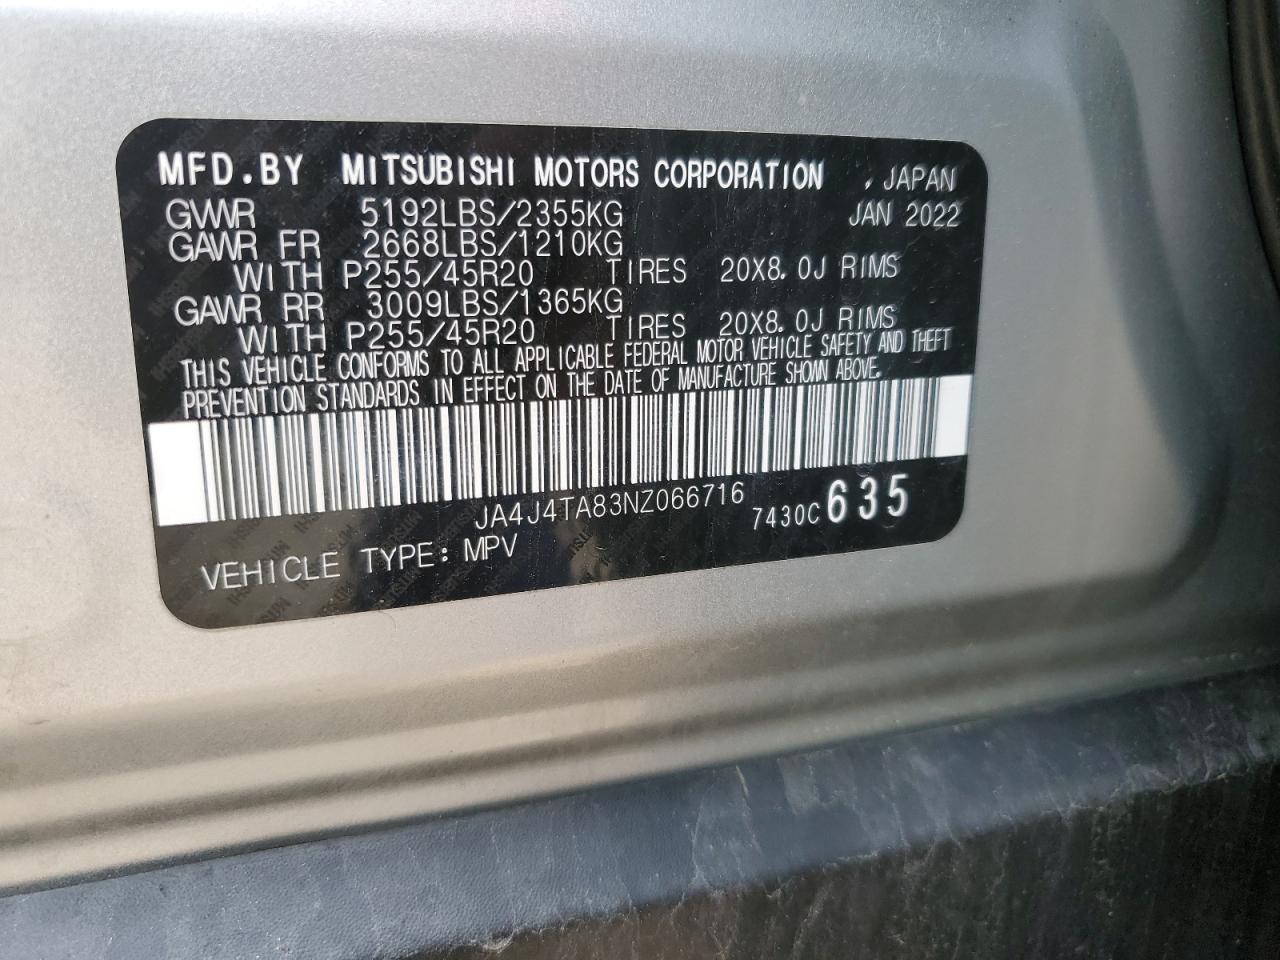 MFD.BY MITSUBISHI MOTORS CORPORATION , JAPAN
GVWR 5192LBS/2355KG JAN 2022
GAWR FR 2668LBS/1210KG
WITH P255/45R20 TIRES 20X8.0J RIMS
GAWR RR 3009LBS/1365KG
WITH P255/45R20 TIRES 20X8.0J RIMS
THIS VEHICLE CONFORMS TO ALL APPLICABLE FEDERAL MOTOR VEHICLE SAFETY AND THEFT
PREVENTION STANDARDS IN EFFECT ON THE DATE OF MANUFACTURE SHOWN ABOVE.
JA4J4TA83NZ066716 7430C635
VEHICLE TYPE: MPV